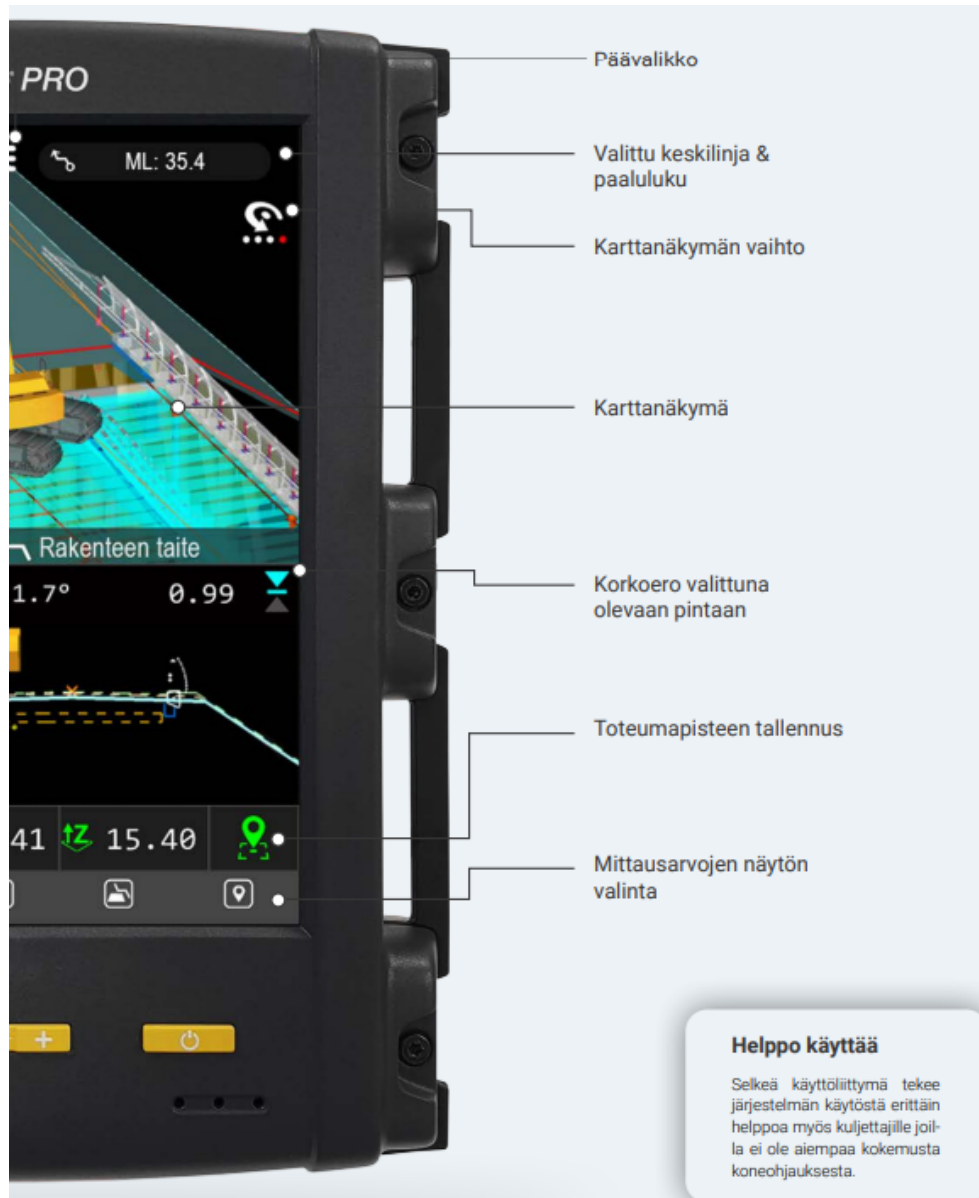 PRO
Päävalikko
ML: 35.4
Valittu keskilinja &
paaluluku
Karttanäkymän vaihto
Karttanäkymä
Rakenteen taite
1.7° 0.99
Korkoero valittuna
olevaan pintaan
Toteumapisteen tallennus
41 Z 15.40
Mittausarvojen näytön
valinta
+
Helppo käyttää
Selkeä käyttöliittymä tekee
järjestelmän käytöstä erittäin
helppoa myös kuljettajille joil-
la ei ole aiempaa kokemusta
koneohjauksesta.